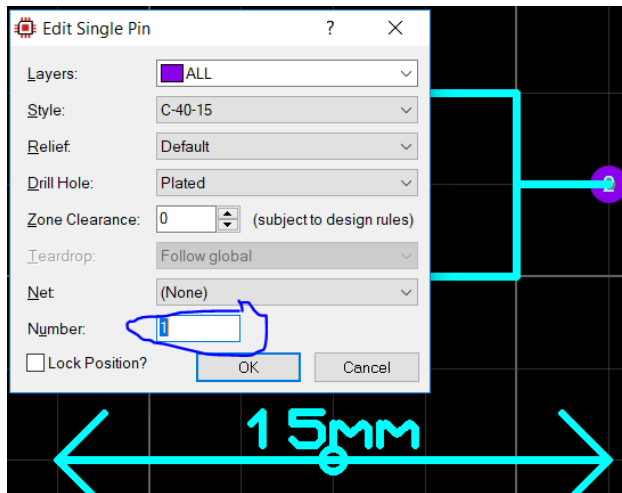 Edit Single Pin ? ×
Layers: ALL
Style: C-40-15
Relief: Default
Drill Hole: Plated
Zone Clearance: 0 (subject to design rules)
Teardrop: Follow global
Net (None)
Number: 1
Lock Position? OK Cancel
2
15mm